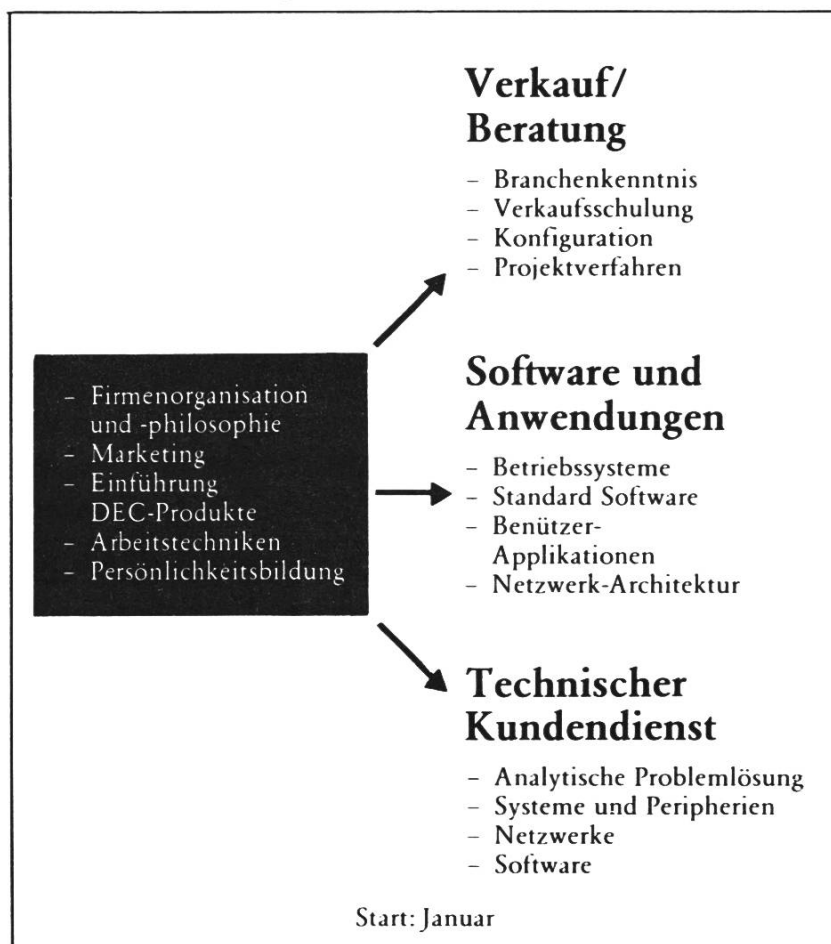 Verkauf/
Beratung
– Branchenkenntnis
– Verkaufsschulung
– Konfiguration
– Projektverfahren
– Firmenorganisation
und -philosophie
– Marketing
– Einführung
DEC-Produkte
– Arbeitstechniken
– Persönlichkeitsbildung
Software und
Anwendungen
– Betriebssysteme
– Standard Software
– Benützer-
Applikationen
– Netzwerk-Architektur
Technischer
Kundendienst
– Analytische Problemlösung
– Systeme und Peripherien
– Netzwerke
– Software
Start: Januar